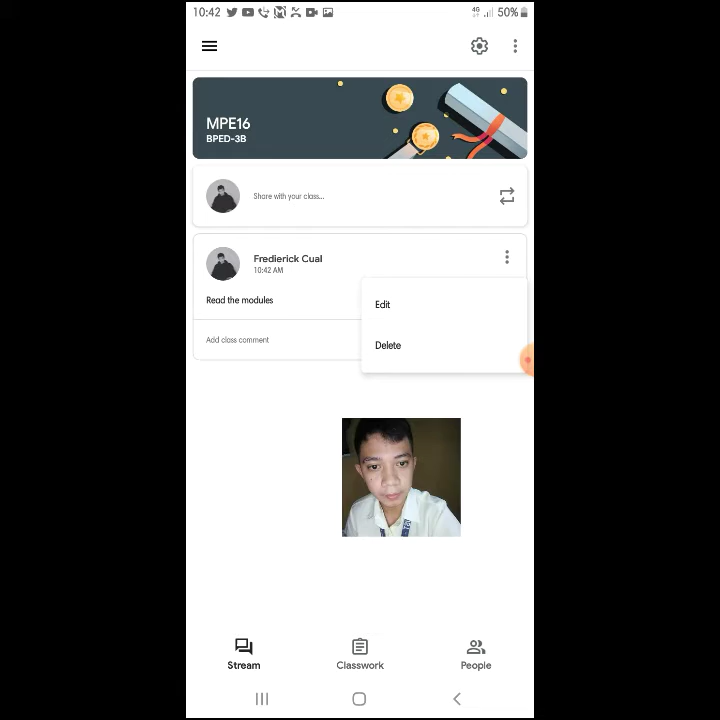 10:42
4G 50%
MPE16
BPED-3B
Share with your class...
Fredierick Cual
10:42 AM
Read the modules
Edit
Add class comment
Delete
Stream
Classwork
People